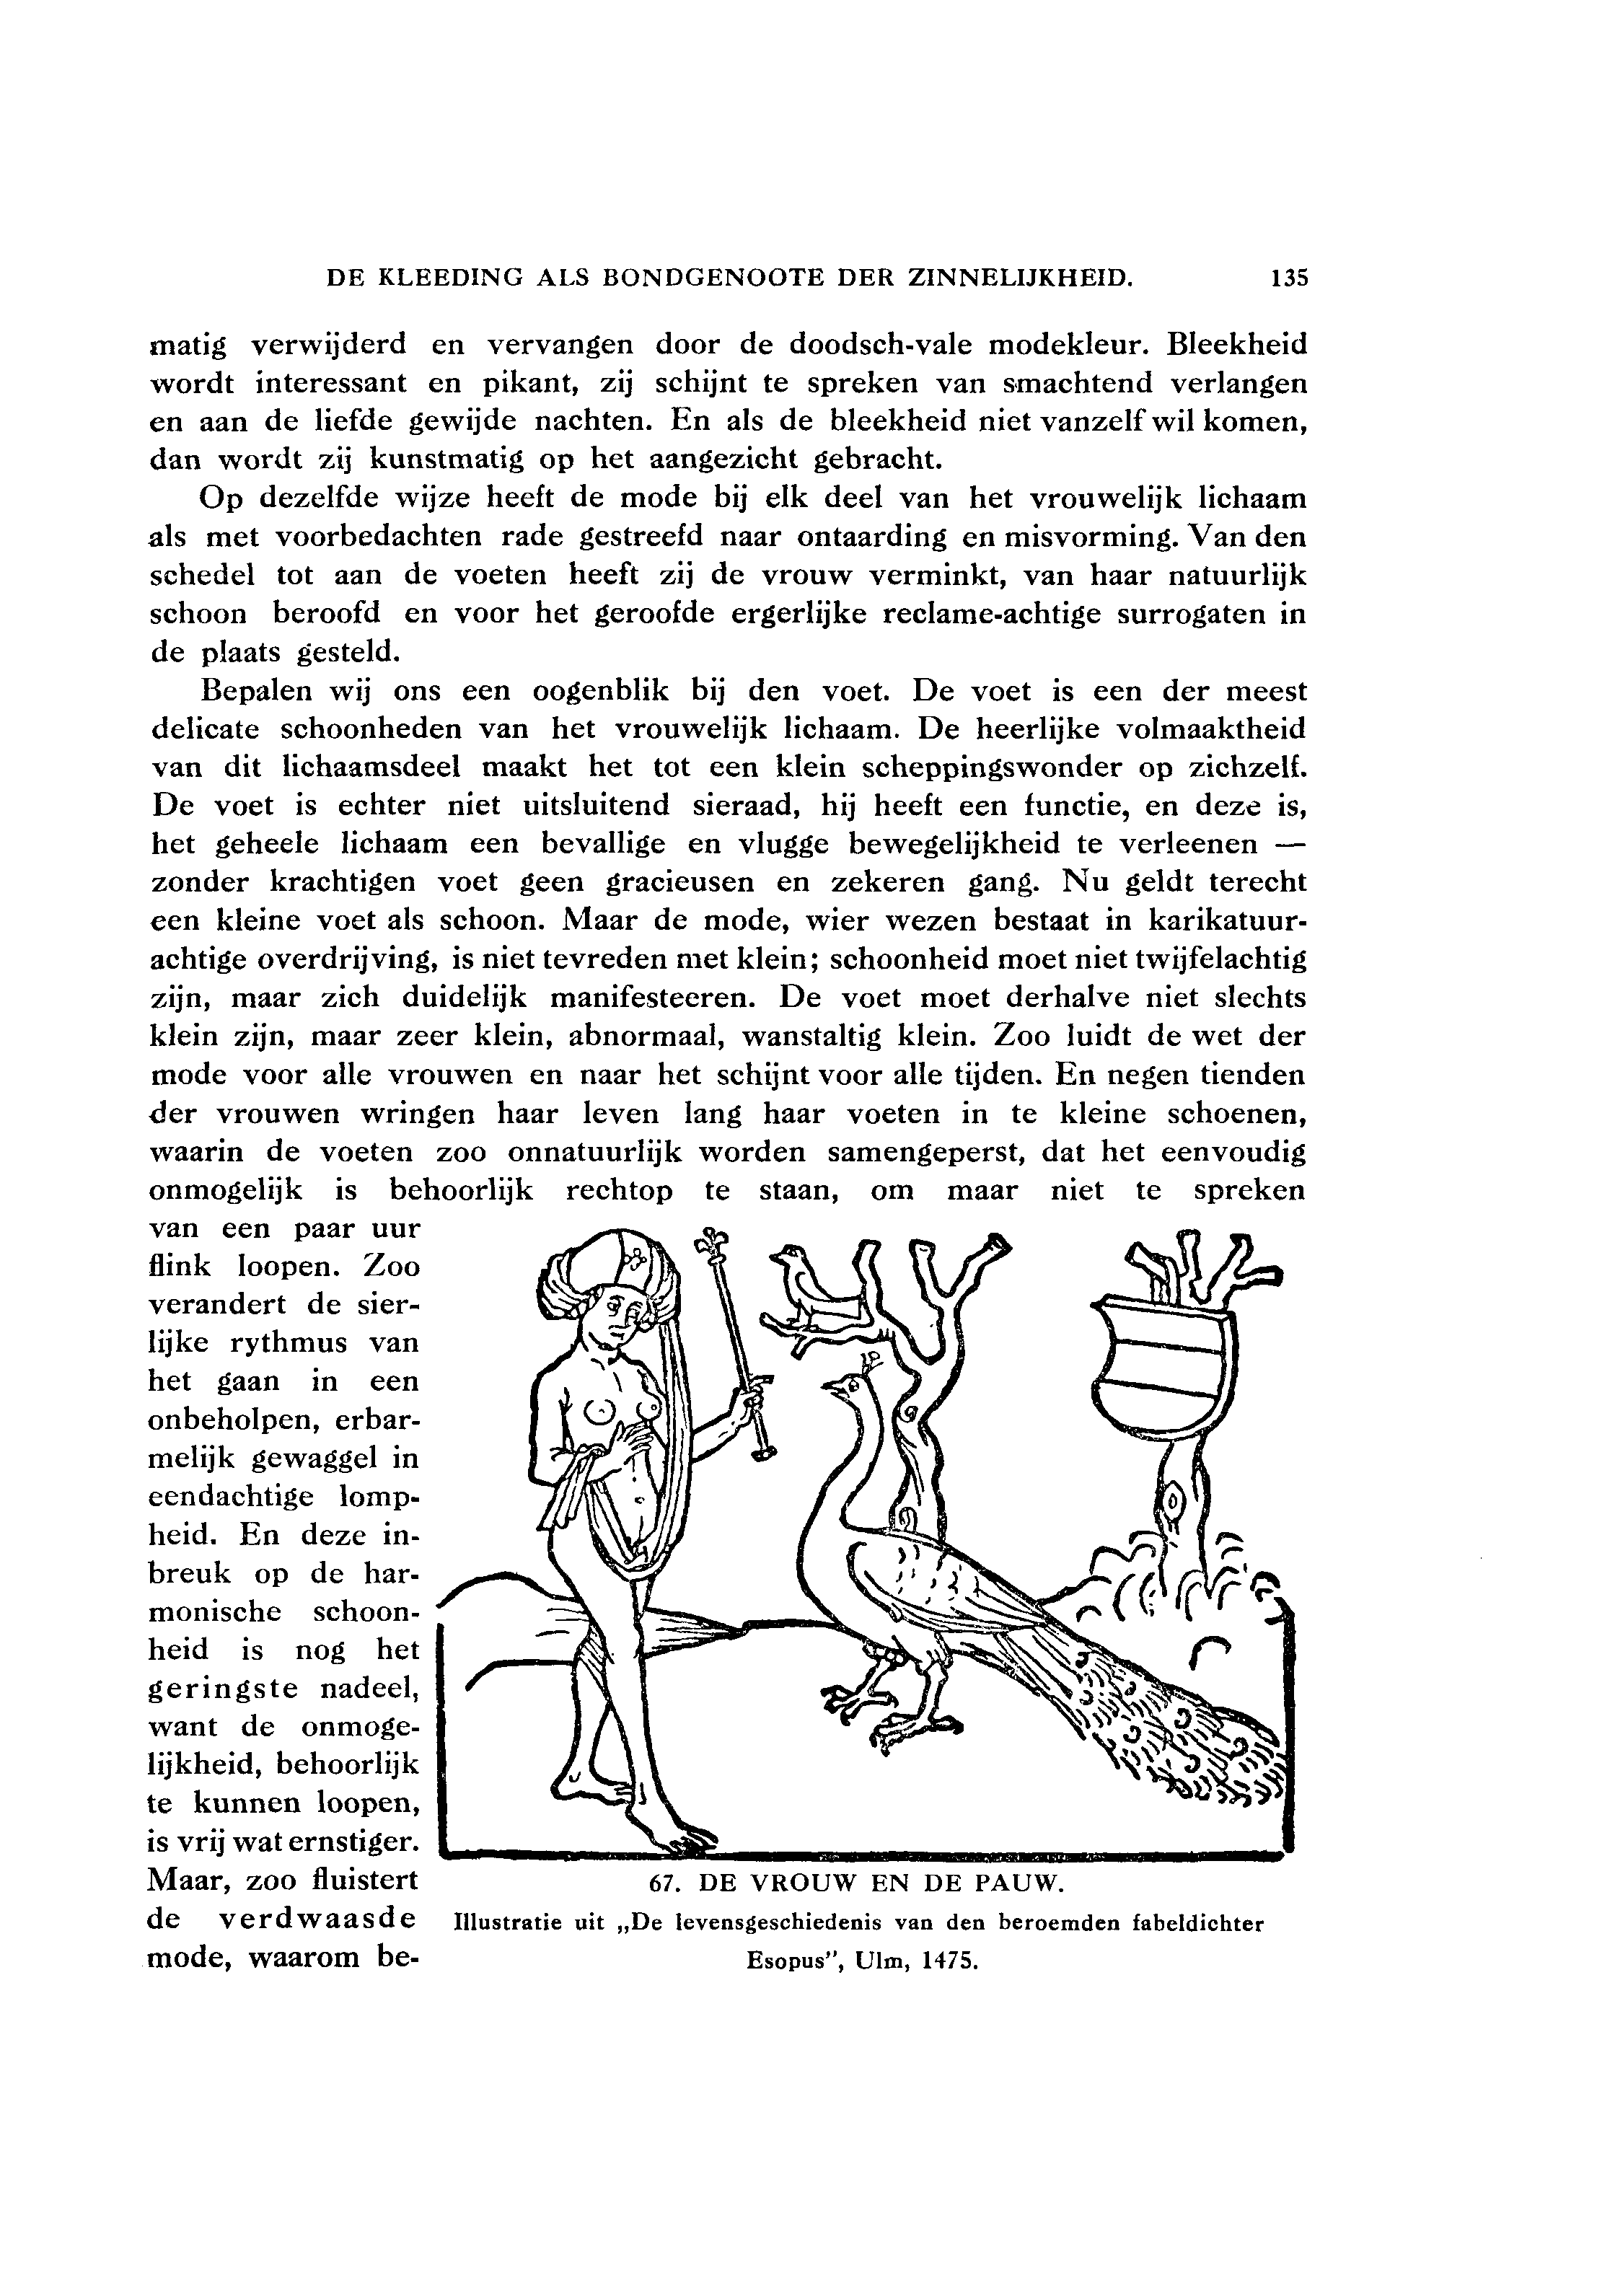 DE KLEEDING ALS BONDGENOOTE DER ZINNELIJKHEID. 135
matig verwijderd en vervangen door de doodsch-vale modekleur. Bleekheid
wordt interessant en pikant, zij schijnt te spreken van smachtend verlangen
en aan de liefde gewijde nachten. En als de bleekheid niet vanzelf wil komen,
dan wordt zij kunstmatig op het aangezicht gebracht.
Op dezelfde wijze heeft de mode bij elk deel van het vrouwelijk lichaam
als met voorbedachten rade gestreefd naar ontaarding en misvorming. Van den
schedel tot aan de voeten heeft zij de vrouw verminkt, van haar natuurlijk
schoon beroofd en voor het geroofde ergerlijke reclame-achtige surrogaten in
de plaats gesteld.
Bepalen wij ons een oogenblik bij den voet. De voet is een der meest
delicate schoonheden van het vrouwelijk lichaam. De heerlijke volmaaktheid
van dit lichaamsdeel maakt het tot een klein scheppingswonder op zichzelf.
De voet is echter niet uitsluitend sieraad, hij heeft een functie, en deze is,
het geheele lichaam een bevallige en vlugge bewegelijkheid te verleenen —
zonder krachtigen voet geen gracieusen en zekeren gang. Nu geldt terecht
een kleine voet als schoon. Maar de mode, wier wezen bestaat in karikatuur-
achtige overdrijving, is niet tevreden met klein; schoonheid moet niet twijfelachtig
zijn, maar zich duidelijk manifesteeren. De voet moet derhalve niet slechts
klein zijn, maar zeer klein, abnormaal, wanstaltig klein. Zoo luidt de wet der
mode voor alle vrouwen en naar het schijnt voor alle tijden. En negen tienden
der vrouwen wringen haar leven lang haar voeten in te kleine schoenen,
waarin de voeten zoo onnatuurlijk worden samengeperst, dat het eenvoudig
onmogelijk is behoorlijk rechtop te staan, om maar niet te spreken
van een paar uur
flink loopen. Zoo
verandert de sier-
lijke rythmus van
het gaan in een
onbeholpen, erbar-
melijk gewaggel in
eendachtige lomp-
heid. En deze in-
breuk op de har-
monische schoon-
heid is nog het
geringste nadeel,
want de onmoge-
lijkheid, behoorlijk
te kunnen loopen,
is vrij wat ernstiger.
Maar, zoo fluistert
de verdwaasde
mode, waarom be-
67. DE VROUW EN DE PAUW.
Illustratie uit „De levensgeschiedenis van den beroemden fabeldichter
Esopus”, Ulm, 1475.